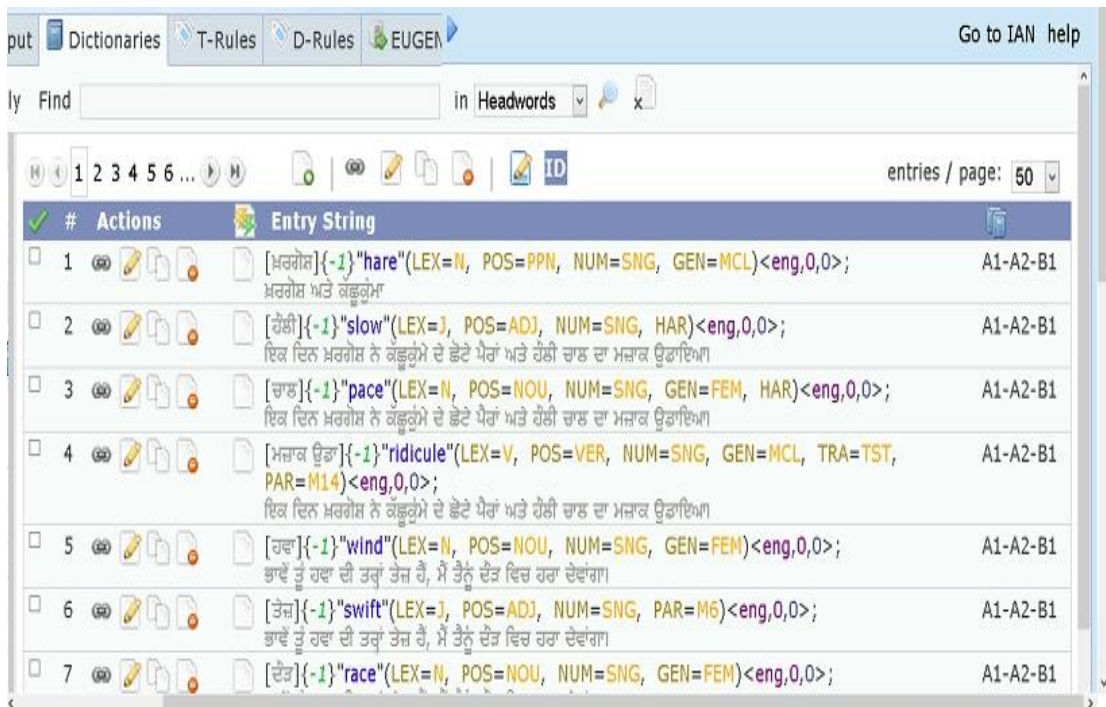 put Dictionaries T-Rules D-Rules EUGEN Go to IAN help
ly Find in Headwords
1 2 3 4 5 6 ... ID entries / page: 50
# Actions Entry String
1 [ਖ਼ਰਗੋਸ਼]{-1}"hare"(LEX=N, POS=PPN, NUM=SNG, GEN=MCL)<eng,0,0>; A1-A2-B1
ਖ਼ਰਗੋਸ਼ ਅਤੇ ਕੱਛੂਕੁੰਮਾ
2 [ਹੌਲੀ]{-1}"slow"(LEX=J, POS=ADJ, NUM=SNG, HAR)<eng,0,0>; A1-A2-B1
ਇਕ ਦਿਨ ਖ਼ਰਗੋਸ਼ ਨੇ ਕੱਛੂਕੁੰਮੇ ਦੇ ਛੋਟੇ ਪੈਰਾਂ ਅਤੇ ਹੌਲੀ ਚਾਲ ਦਾ ਮਜ਼ਾਕ ਉਡਾਇਆ।
3 [ਚਾਲ]{-1}"pace"(LEX=N, POS=NOU, NUM=SNG, GEN=FEM, HAR)<eng,0,0>; A1-A2-B1
ਇਕ ਦਿਨ ਖ਼ਰਗੋਸ਼ ਨੇ ਕੱਛੂਕੁੰਮੇ ਦੇ ਛੋਟੇ ਪੈਰਾਂ ਅਤੇ ਹੌਲੀ ਚਾਲ ਦਾ ਮਜ਼ਾਕ ਉਡਾਇਆ।
4 [ਮਜ਼ਾਕ ਉਡਾ]{-1}"ridicule"(LEX=V, POS=VER, NUM=SNG, GEN=MCL, TRA=TST, A1-A2-B1
PAR=M14)<eng,0,0>;
ਇਕ ਦਿਨ ਖ਼ਰਗੋਸ਼ ਨੇ ਕੱਛੂਕੁੰਮੇ ਦੇ ਛੋਟੇ ਪੈਰਾਂ ਅਤੇ ਹੌਲੀ ਚਾਲ ਦਾ ਮਜ਼ਾਕ ਉਡਾਇਆ।
5 [ਹਵਾ]{-1}"wind"(LEX=N, POS=NOU, NUM=SNG, GEN=FEM)<eng,0,0>; A1-A2-B1
ਭਾਵੇਂ ਤੂੰ ਹਵਾ ਦੀ ਤਰ੍ਹਾਂ ਤੇਜ਼ ਹੈਂ, ਮੈਂ ਤੈਨੂੰ ਦੌੜ ਵਿਚ ਹਰਾ ਦੇਵਾਂਗਾ।
6 [ਤੇਜ਼]{-1}"swift"(LEX=J, POS=ADJ, NUM=SNG, PAR=M6)<eng,0,0>; A1-A2-B1
ਭਾਵੇਂ ਤੂੰ ਹਵਾ ਦੀ ਤਰ੍ਹਾਂ ਤੇਜ਼ ਹੈਂ, ਮੈਂ ਤੈਨੂੰ ਦੌੜ ਵਿਚ ਹਰਾ ਦੇਵਾਂਗਾ।
7 [ਦੌੜ]{-1}"race"(LEX=N, POS=NOU, NUM=SNG, GEN=FEM)<eng,0,0>; A1-A2-B1